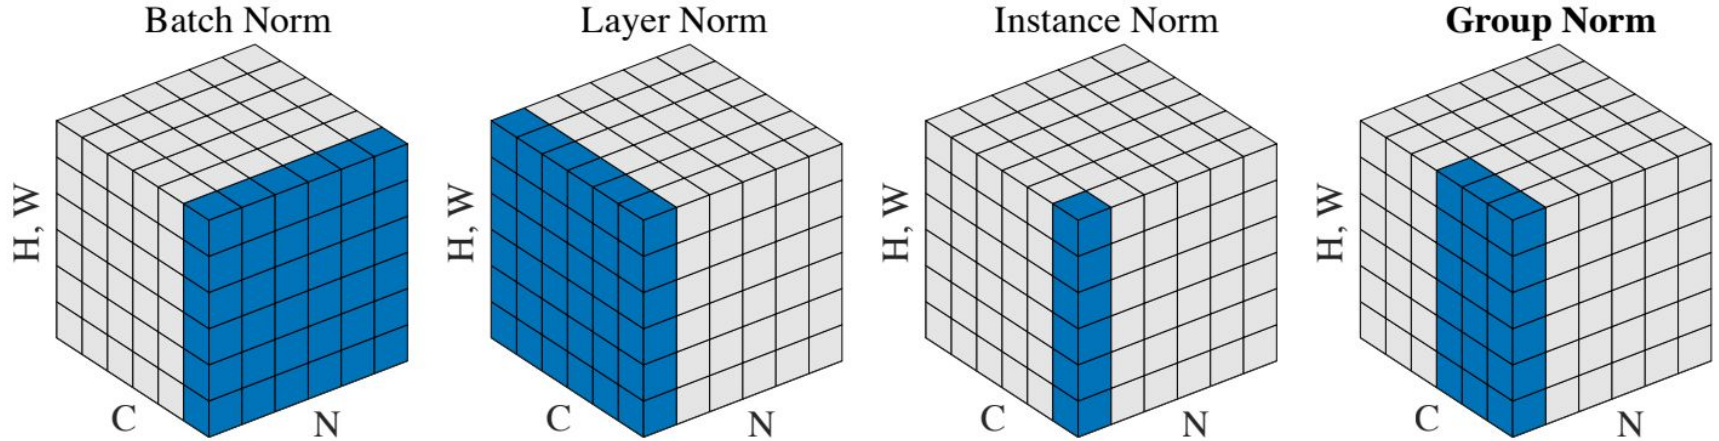 Batch Norm
Layer Norm
Instance Norm
Group Norm
H, W
C
N
H, W
C
N
H, W
C
N
H, W
C
N